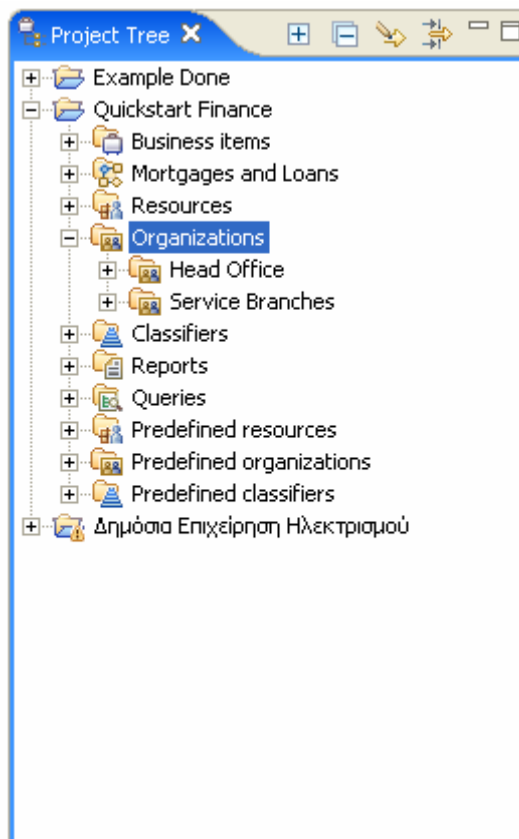 Project Tree
Example Done
Quickstart Finance
Business items
Mortgages and Loans
Resources
Organizations
Head Office
Service Branches
Classifiers
Reports
Queries
Predefined resources
Predefined organizations
Predefined classifiers
Δημόσια Επιχείρηση Ηλεκτρισμού